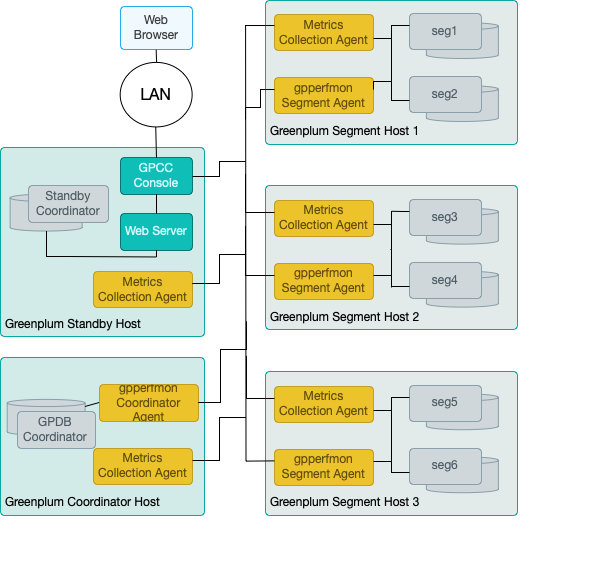 Web
Browser
LAN
GPCC
Console
Standby
Coordinator
Web Server
Metrics
Collection Agent
Greenplum Standby Host
gpperfmon
Coordinator
Agent
GPDB
Coordinator
Metrics
Collection Agent
Greenplum Coordinator Host
Metrics
Collection Agent
seg1
gpperfmon
Segment Agent
seg2
Greenplum Segment Host 1
Metrics
Collection Agent
seg3
gpperfmon
Segment Agent
seg4
Greenplum Segment Host 2
Metrics
Collection Agent
seg5
gpperfmon
Segment Agent
seg6
Greenplum Segment Host 3